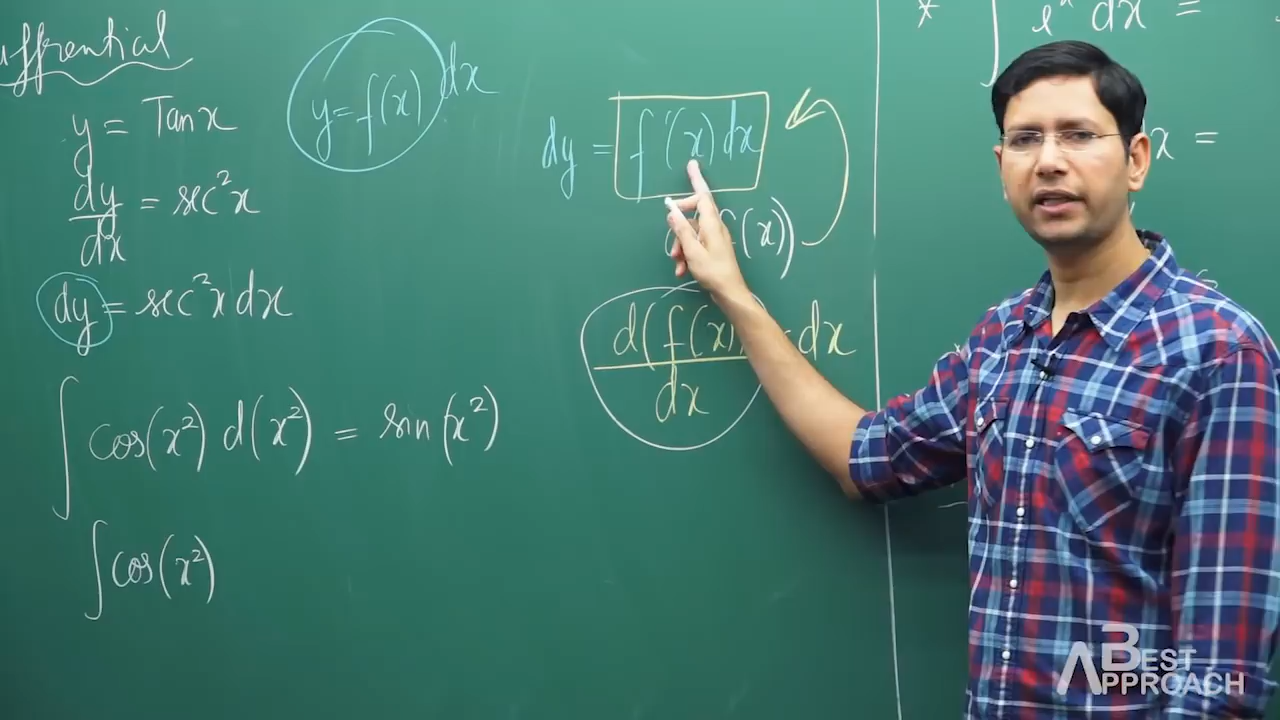 y = Tan x
dy/dx = sec²x
dy = sec²x dx
∫ cos(x²) d(x²) = sin(x²)
∫ cos(x²)
y = f(x) dx
dy = f'(x) dx
f(x))
d(f(x) dx
dx
* ∫ eˣ dx =
x =
BEST
APPROACH